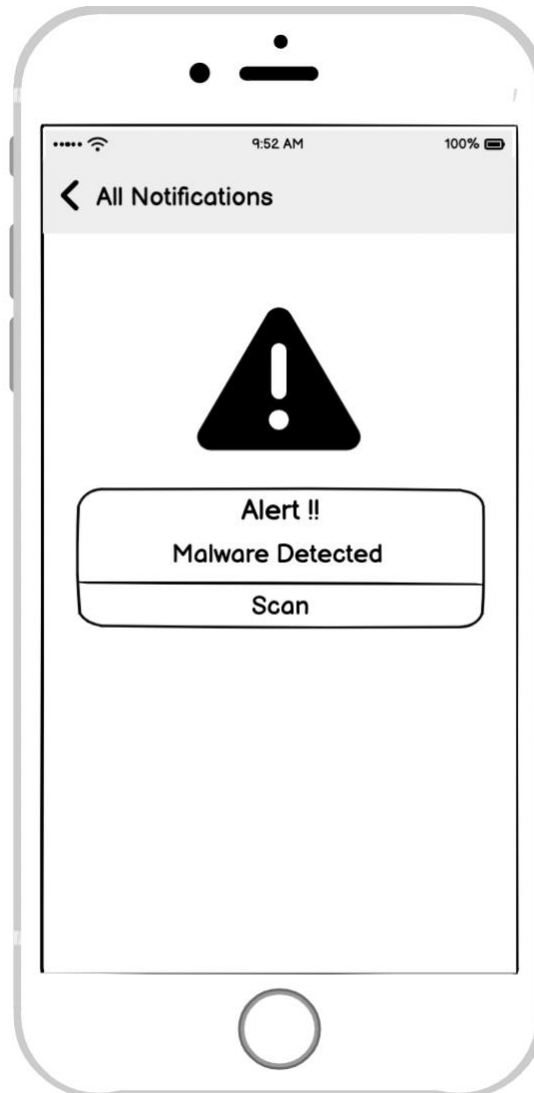 9:52 AM 100%
All Notifications
Alert !!
Malware Detected
Scan